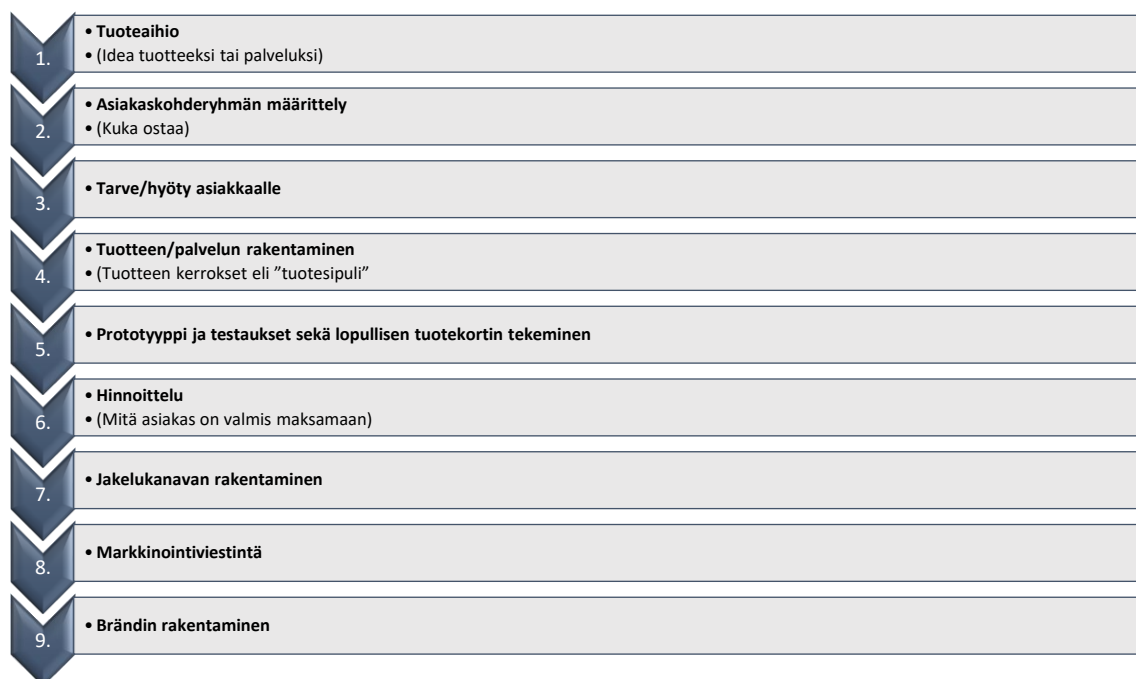 1.
• Tuoteaihio
• (Idea tuotteeksi tai palveluksi)
2.
• Asiakaskohderyhmän määrittely
• (Kuka ostaa)
3.
• Tarve/hyöty asiakkaalle
4.
• Tuotteen/palvelun rakentaminen
• (Tuotteen kerrokset eli ”tuotesipuli”
5.
• Prototyyppi ja testaukset sekä lopullisen tuotekortin tekeminen
6.
• Hinnoittelu
• (Mitä asiakas on valmis maksamaan)
7.
• Jakelukanavan rakentaminen
8.
• Markkinointiviestintä
9.
• Brändin rakentaminen